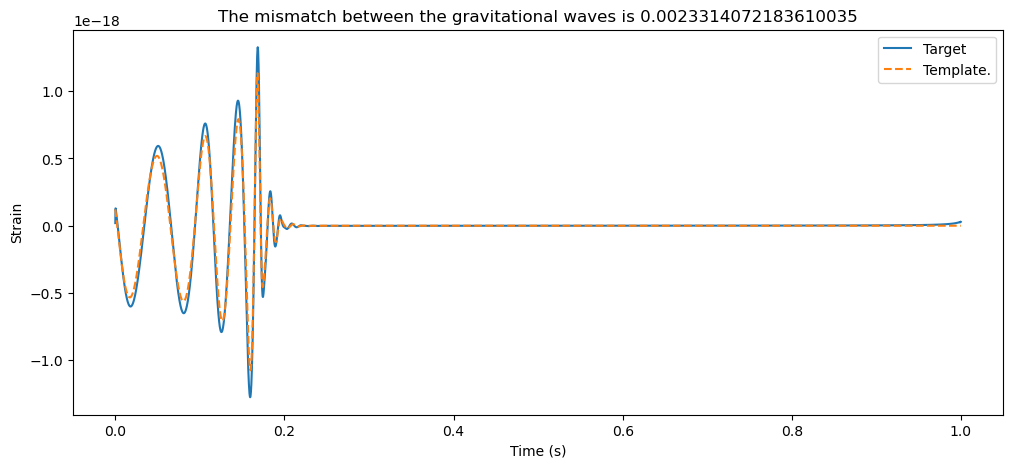 The mismatch between the gravitational waves is 0.0023314072183610035
1e−18
Target
Template.
1.0
0.5
0.0
−0.5
−1.0
Strain
0.0 0.2 0.4 0.6 0.8 1.0
Time (s)